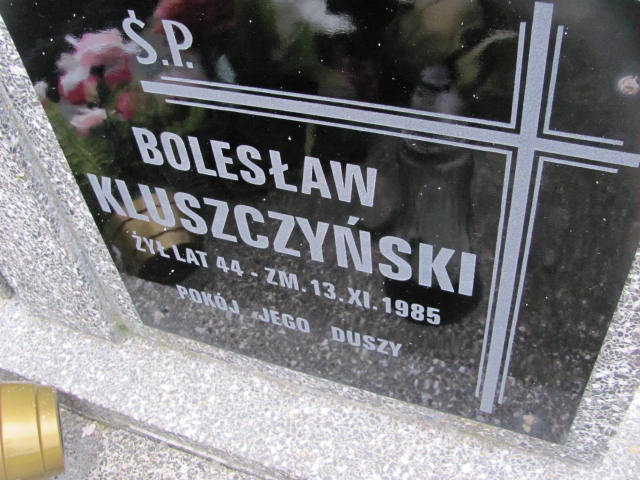 Ś.P.
BOLESŁAW
KLUSZCZYŃSKI
ŻYŁ LAT 44 - ZM. 13. XI. 1985
POKÓJ JEGO DUSZY